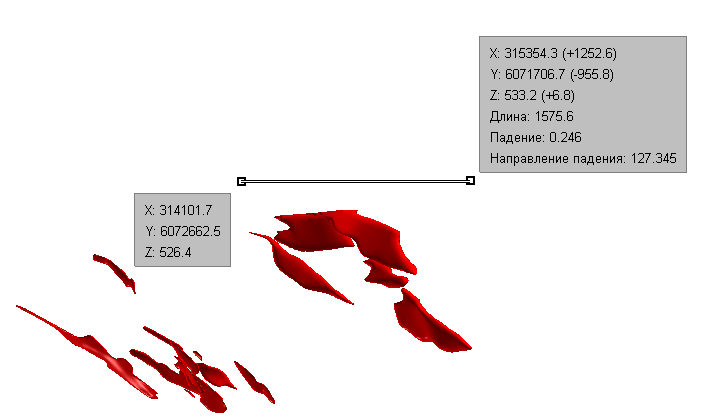 X: 315354.3 (+1252.6)
Y: 6071706.7 (-955.8)
Z: 533.2 (+6.8)
Длина: 1575.6
Падение: 0.246
Направление падения: 127.345
X: 314101.7
Y: 6072662.5
Z: 526.4